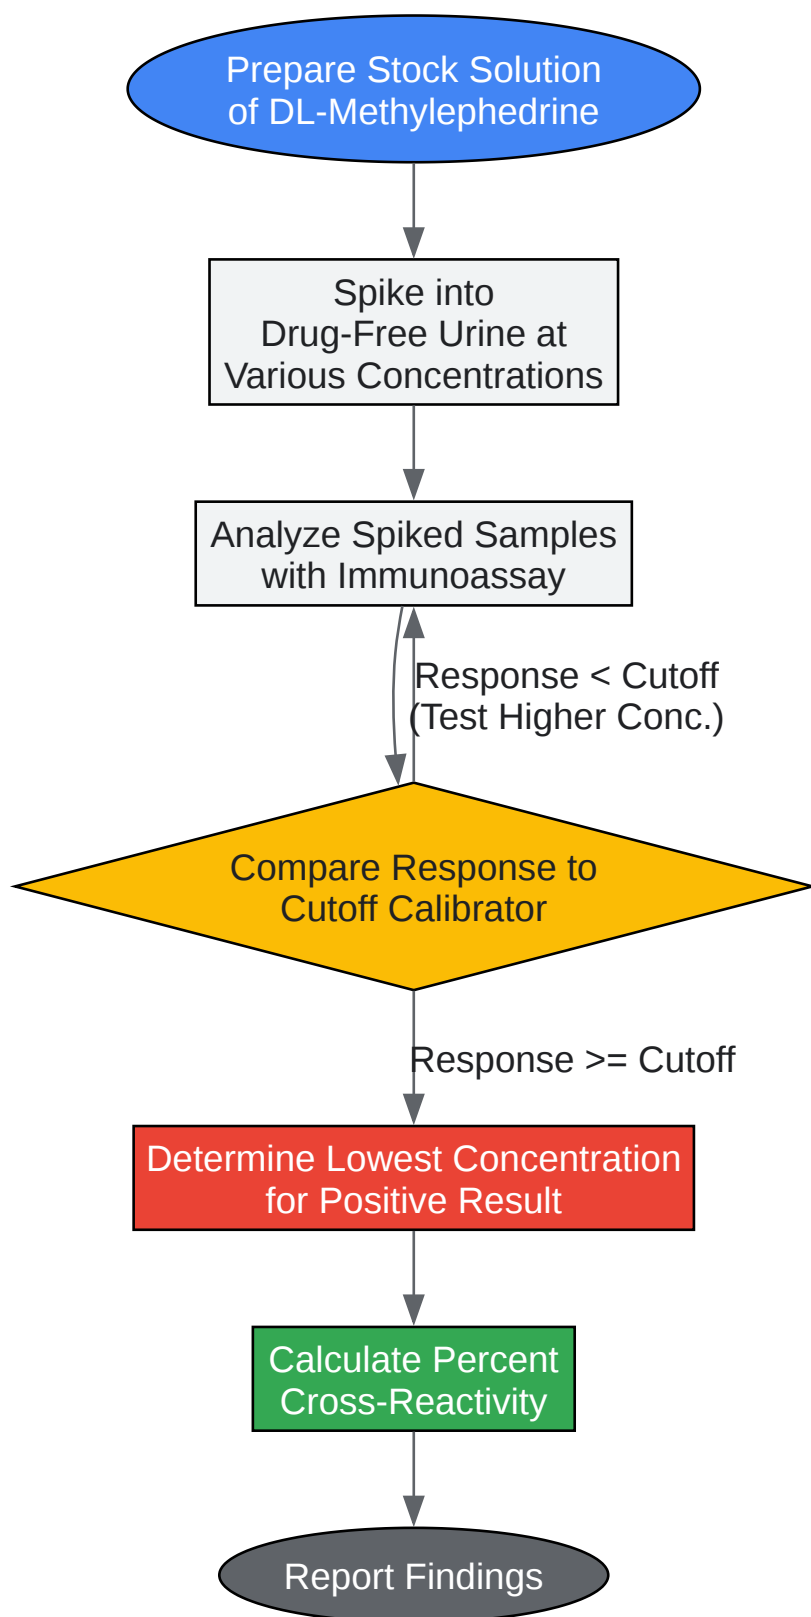 Prepare Stock Solution
of DL-Methylephedrine
Spike into
Drug-Free Urine at
Various Concentrations
Analyze Spiked Samples
with Immunoassay
Response < Cutoff
(Test Higher Conc.)
Compare Response to
Cutoff Calibrator
Response >= Cutoff
Determine Lowest Concentration
for Positive Result
Calculate Percent
Cross-Reactivity
Report Findings